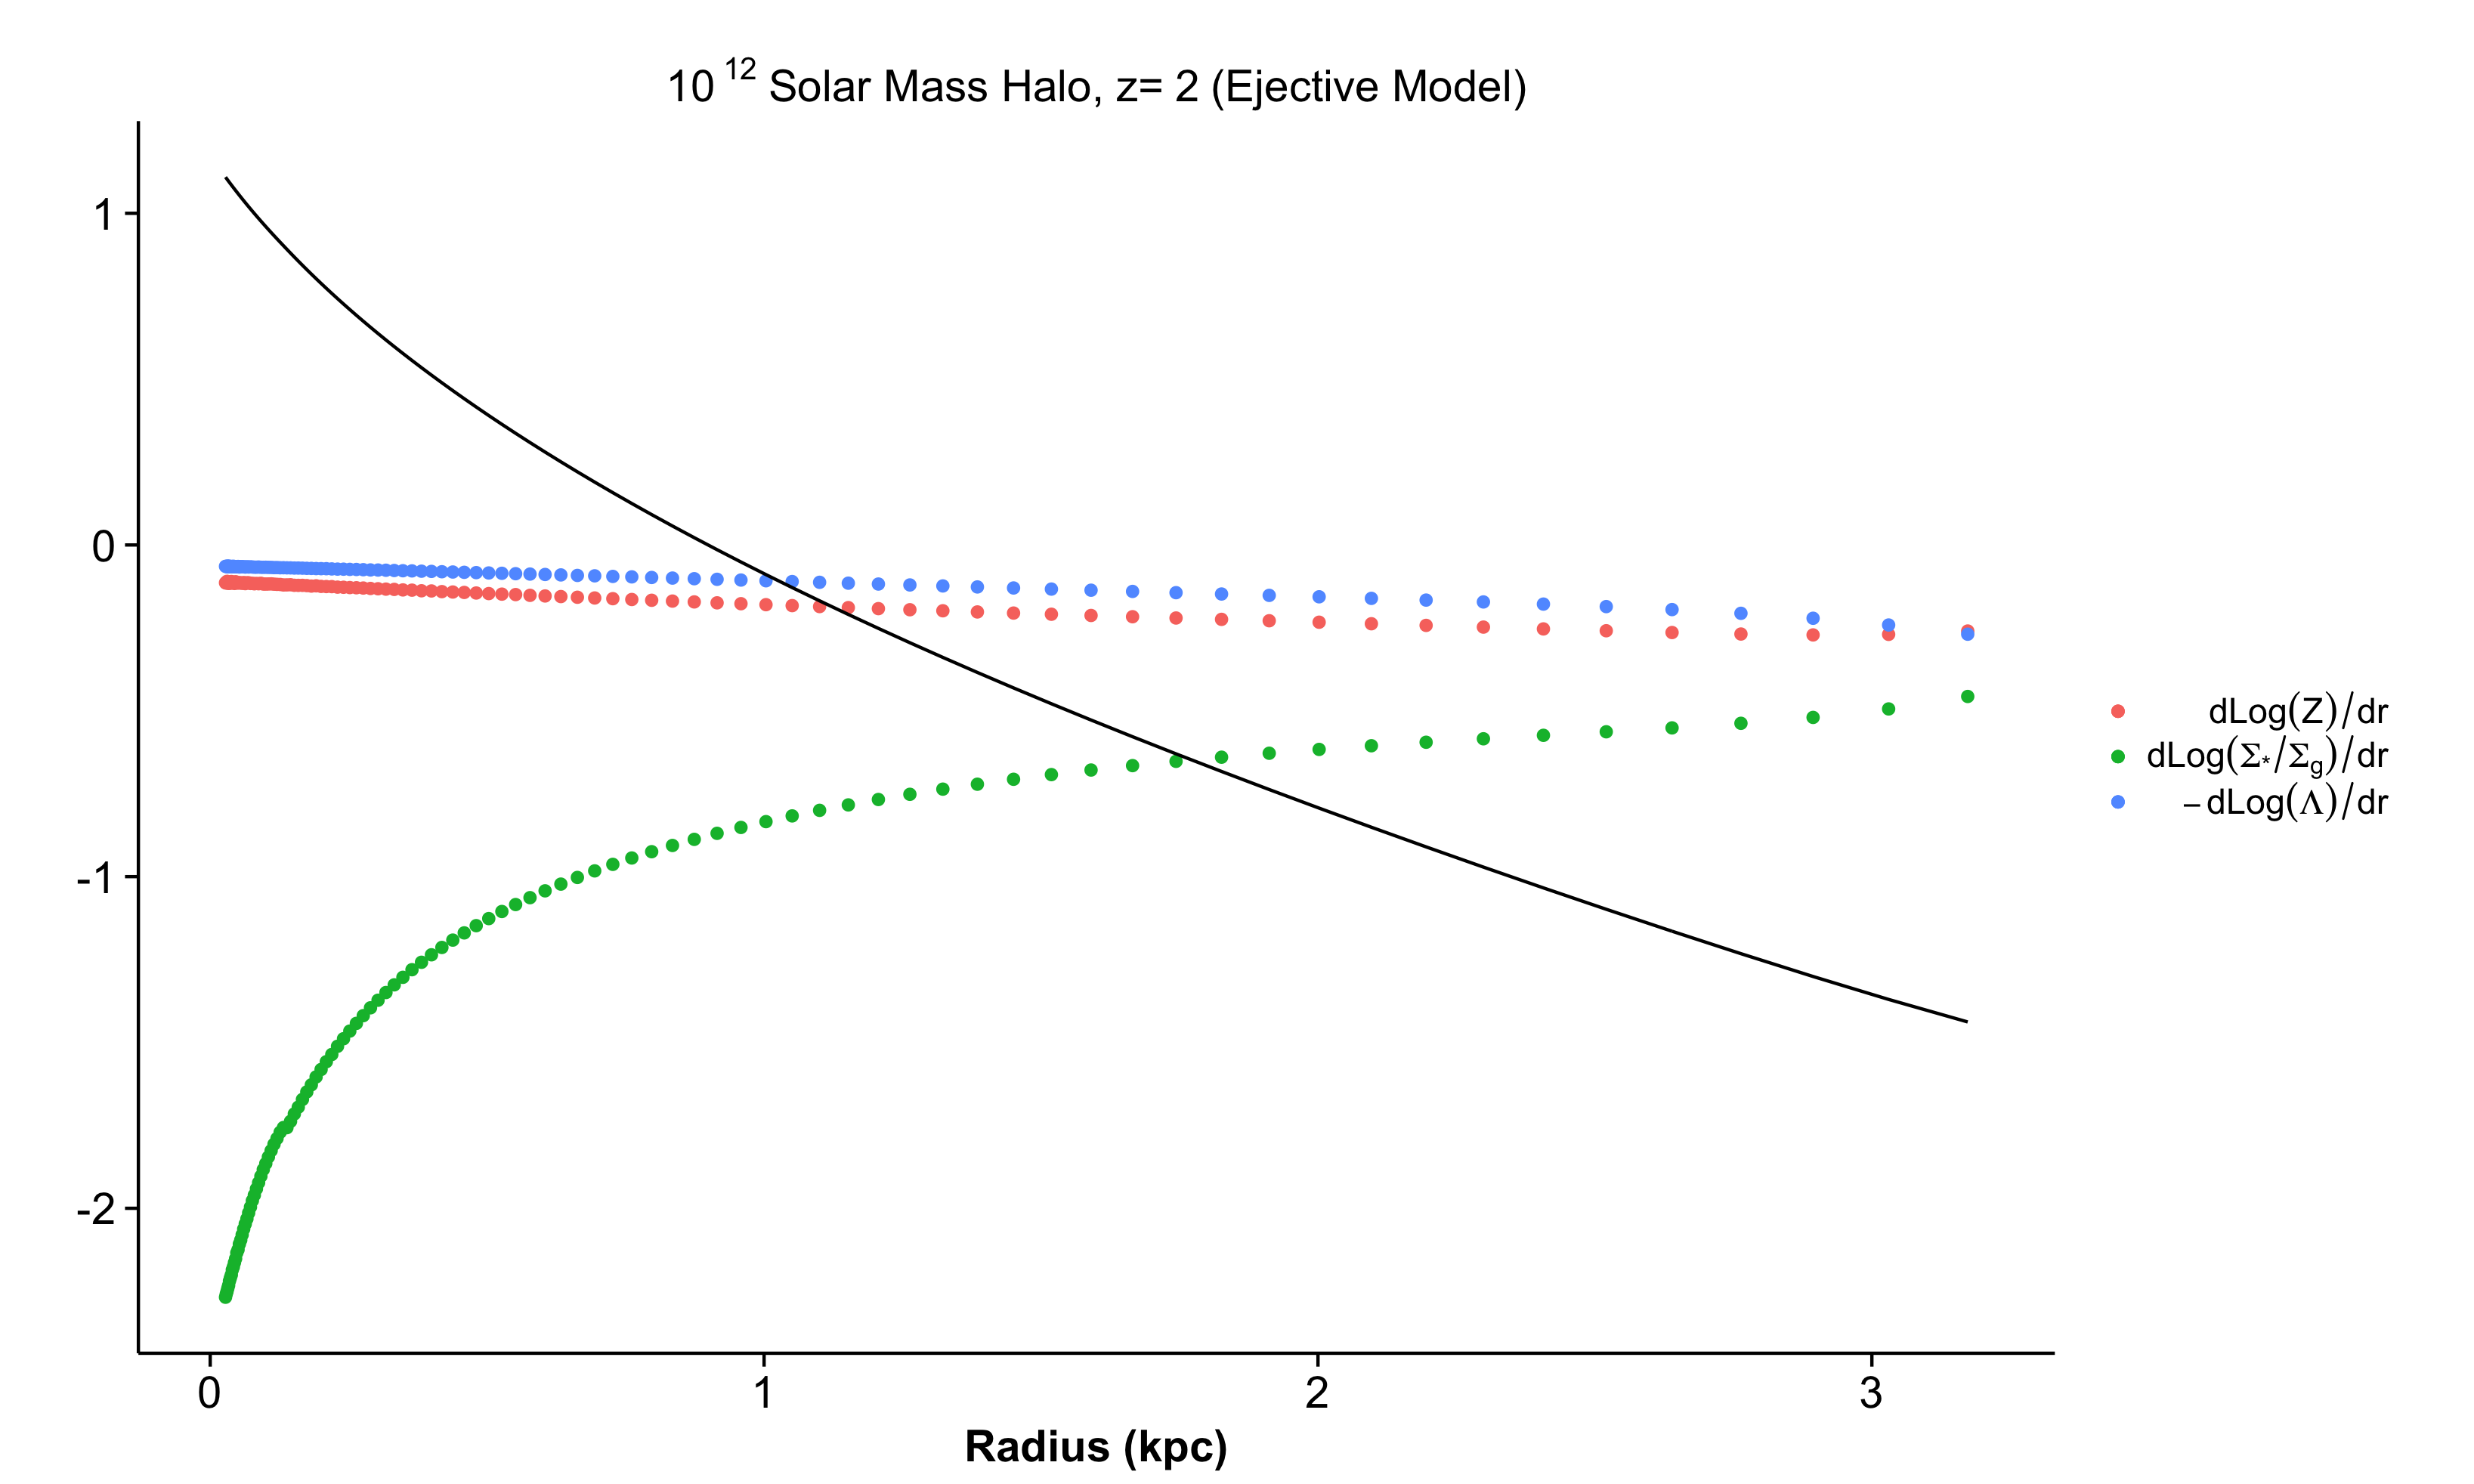 10 12 Solar Mass Halo, z= 2 (Ejective Model)
1
0
-1
-2
0 1 2 3
Radius (kpc)
dLog(Z)/dr
dLog(Σ*/Σg)/dr
– dLog(Λ)/dr